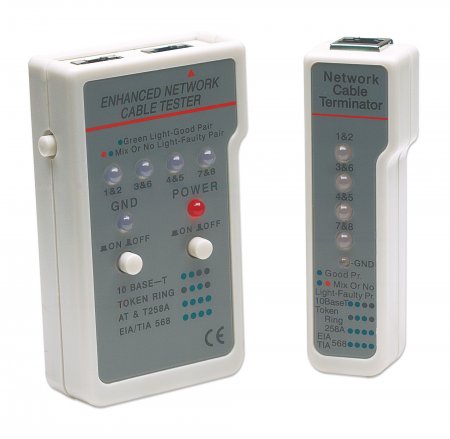 ENHANCED NETWORK
CABLE TESTER
Green Light-Good Pair
Mix Or No Light-Faulty Pair
1&2 3&6 4&5 7&8
GND POWER
ON OFF ON OFF
10 BASE-T
TOKEN RING
AT & T258A
EIA/TIA 568
CE
Network
Cable
Terminator
1&2
3&6
4&5
7&8
-GND
Good Pr.
Mix Or No
Light-Faulty Pr.
10BaseT
Token
Ring
258A
EIA
TIA 568